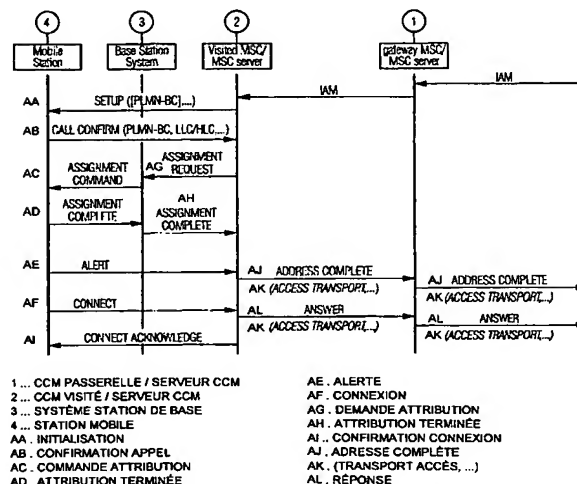 4 3 2 1
Mobile Station
Base Station System
Visited MSC/ MSC server
gateway MSC/ MSC server
IAM
IAM
AA SETUP ([PLMN-BC],...)
AB CALL CONFIRM (PLMN-BC, LLC/HLC,...)
AG ASSIGNMENT REQUEST
AC ASSIGNMENT COMMAND
AD ASSIGNMENT COMPLETE
AH ASSIGNMENT COMPLETE
AE ALERT
AJ ADDRESS COMPLETE
AK (ACCESS TRANSPORT,...)
AJ ADDRESS COMPLETE
AK (ACCESS TRANSPORT,...)
AF CONNECT
AL ANSWER
AK (ACCESS TRANSPORT,...)
AL ANSWER
AK (ACCESS TRANSPORT,...)
AI CONNECT ACKNOWLEDGE
1 ... CCM PASSERELLE / SERVEUR CCM
2 ... CCM VISITÉ / SERVEUR CCM
3 ... SYSTÈME STATION DE BASE
4 ... STATION MOBILE
AA . INITIALISATION
AB . CONFIRMATION APPEL
AC . COMMANDE ATTRIBUTION
AD . ATTRIBUTION TERMINÉE
AE . ALERTE
AF . CONNEXION
AG . DEMANDE ATTRIBUTION
AH . ATTRIBUTION TERMINÉE
AI .. CONFIRMATION CONNEXION
AJ . ADRESSE COMPLÈTE
AK . (TRANSPORT ACCÈS, ...)
AL . RÉPONSE